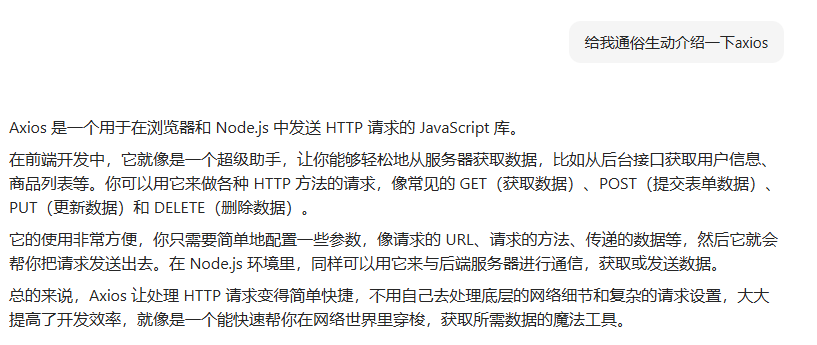 给我通俗生动介绍一下axios
Axios 是一个用于在浏览器和 Node.js 中发送 HTTP 请求的 JavaScript 库。
在前端开发中，它就像是一个超级助手，让你能够轻松地从服务器获取数据，比如从后台接口获取用户信息、
商品列表等。你可以用它来做各种 HTTP 方法的请求，像常见的 GET（获取数据）、POST（提交表单数据）、
PUT（更新数据）和 DELETE（删除数据）。
它的使用非常方便，你只需要简单地配置一些参数，像请求的 URL、请求的方法、传递的数据等，然后它就会
帮你把请求发送出去。在 Node.js 环境里，同样可以用它来与后端服务器进行通信，获取或发送数据。
总的来说，Axios 让处理 HTTP 请求变得简单快捷，不用自己去处理底层的网络细节和复杂的请求设置，大大
提高了开发效率，就像是一个能快速帮你在网络世界里穿梭，获取所需数据的魔法工具。